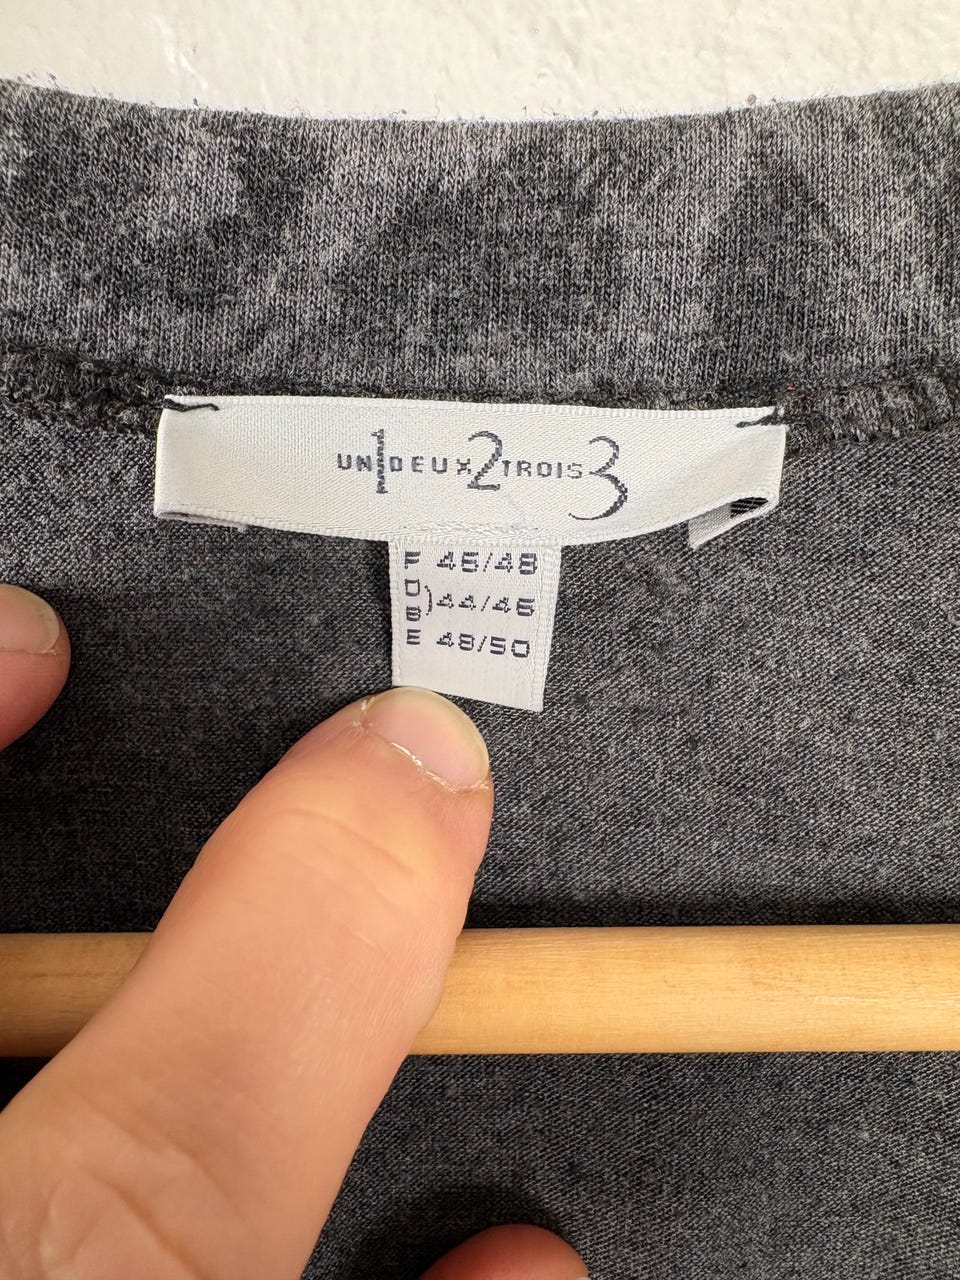 UN1DEUX2TROIS3
F 46/48
D
B)44/46
E 48/50